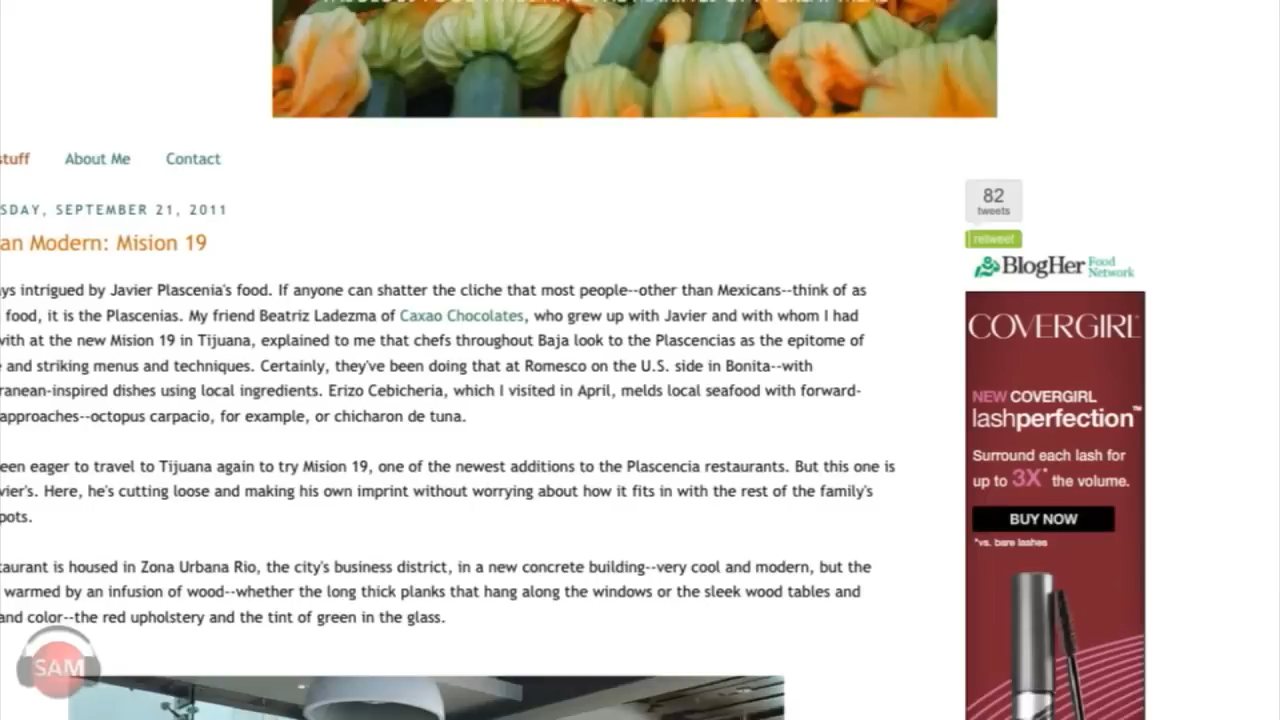 stuff
About Me
Contact
SDAY, SEPTEMBER 21, 2011
an Modern: Mision 19
ys intrigued by Javier Plascenia's food. If anyone can shatter the cliche that most people--other than Mexicans--think of as
food, it is the Plascenias. My friend Beatriz Ladezma of Caxao Chocolates, who grew up with Javier and with whom I had
with at the new Mision 19 in Tijuana, explained to me that chefs throughout Baja look to the Plascencias as the epitome of
and striking menus and techniques. Certainly, they've been doing that at Romesco on the U.S. side in Bonita--with
ranean-inspired dishes using local ingredients. Erizo Cebicheria, which I visited in April, melds local seafood with forward-
approaches--octopus carpacio, for example, or chicharon de tuna.
een eager to travel to Tijuana again to try Mision 19, one of the newest additions to the Plascencia restaurants. But this one is
vier's. Here, he's cutting loose and making his own imprint without worrying about how it fits in with the rest of the family's
pots.
taurant is housed in Zona Urbana Rio, the city's business district, in a new concrete building--very cool and modern, but the
warmed by an infusion of wood--whether the long thick planks that hang along the windows or the sleek wood tables and
and color--the red upholstery and the tint of green in the glass.
82
tweets
retweet
BlogHer Food
Network
COVERGIRL
NEW COVERGIRL
lashperfection™
Surround each lash for
up to 3X* the volume.
BUY NOW
*vs. bare lashes
SAM